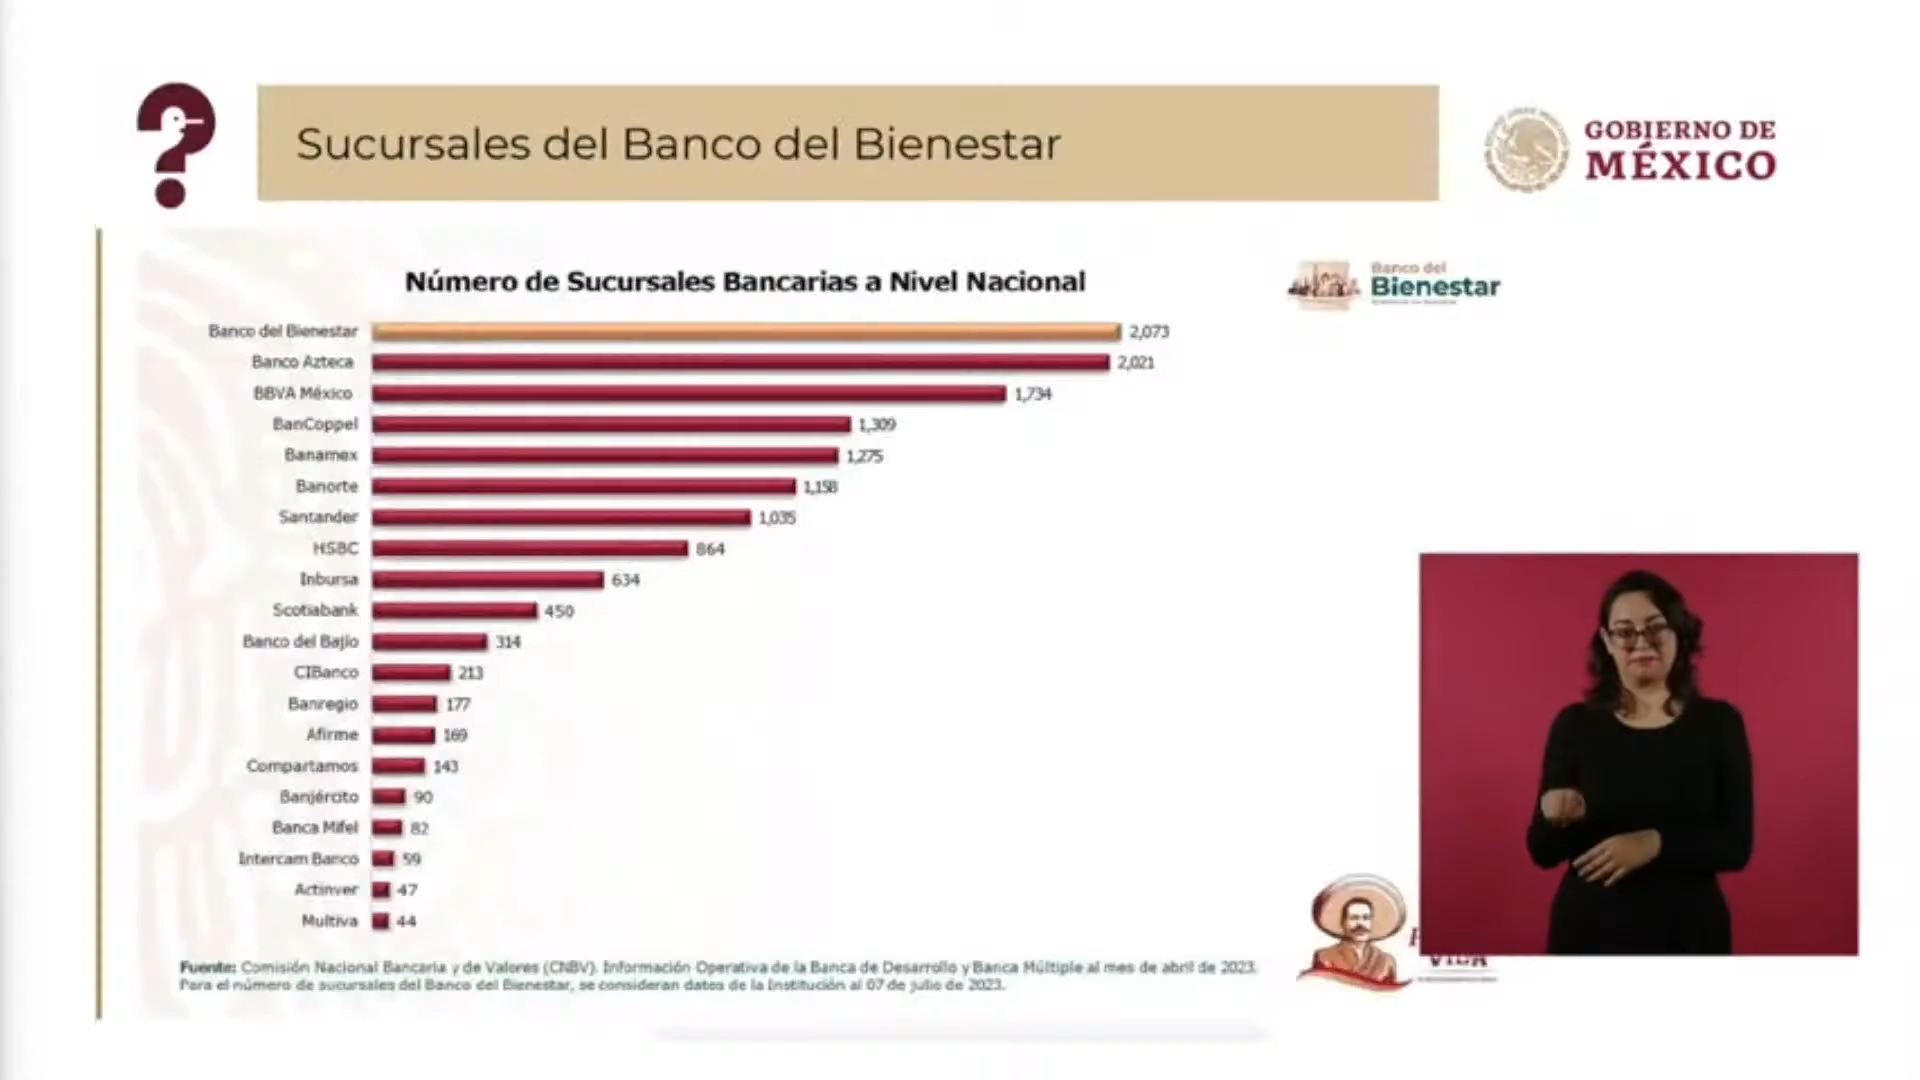 Sucursales del Banco del Bienestar
GOBIERNO DE
MÉXICO
Número de Sucursales Bancarias a Nivel Nacional
Banco del
Bienestar
Banco del Bienestar 2,073
Banco Azteca 2,021
BBVA México 1,734
BanCoppel 1,309
Banamex 1,275
Banorte 1,158
Santander 1,035
HSBC 864
Inbursa 634
Scotiabank 450
Banco del Bajío 314
CIBanco 213
Banregio 177
Afirme 169
Compartamos 143
Banjército 90
Banca Mifel 82
Intercam Banco 59
Actinver 47
Multiva 44
Fuente: Comisión Nacional Bancaria y de Valores (CNBV). Información Operativa de la Banca de Desarrollo y Banca Múltiple al mes de abril de 2023.
Para el número de sucursales del Banco del Bienestar, se consideran datos de la Institución al 07 de julio de 2023.